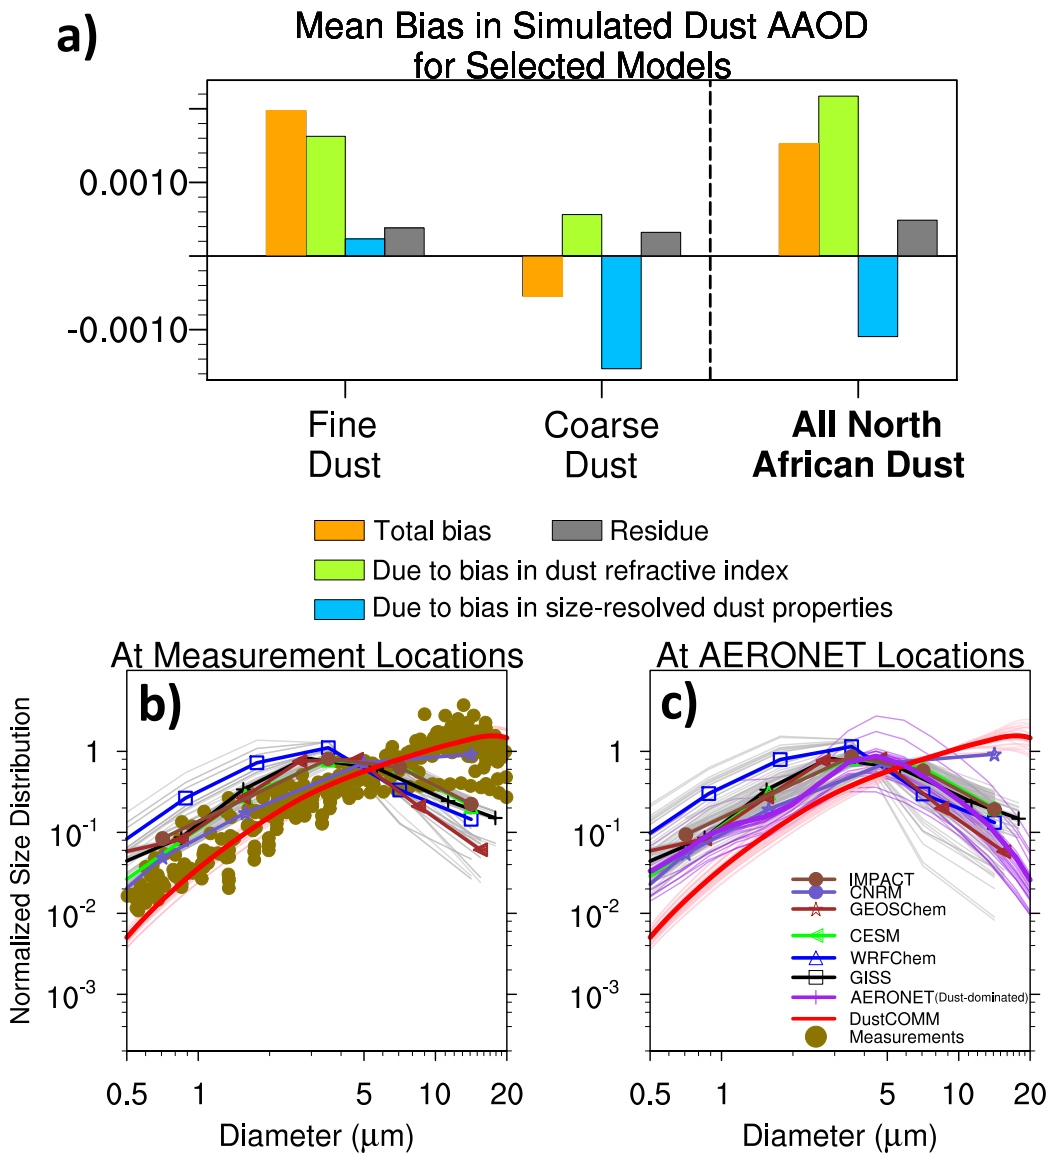 a)
Mean Bias in Simulated Dust AAOD
for Selected Models
0.0010
-0.0010
Fine
Dust
Coarse
Dust
All North
African Dust
Total bias
Residue
Due to bias in dust refractive index
Due to bias in size-resolved dust properties
At Measurement Locations
b)
Normalized Size Distribution
1
10-1
10-2
10-3
0.5
1
5
10
20
Diameter (μm)
At AERONET Locations
c)
1
10-1
10-2
10-3
IMPACT
CNRM
GEOSChem
CESM
WRFChem
GISS
AERONET(Dust-dominated)
DustCOMM
Measurements
0.5
1
5
10
20
Diameter (μm)